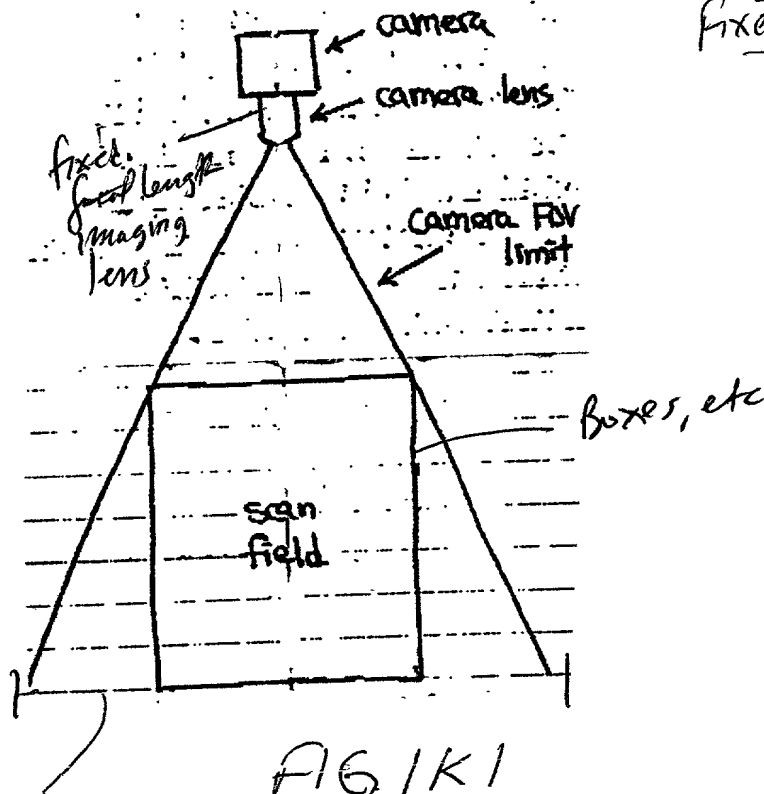 Fixe
camera
camera lens
fixed
focal length
imaging
lens
camera FOV
limit
Boxes, etc
scan
field
FIG 1K1